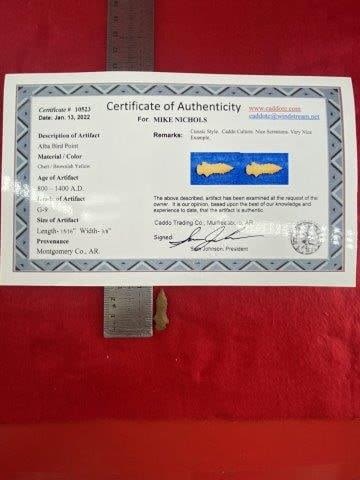 Certificate # 10523
Date: Jan. 13, 2022
Certificate of Authenticity
For: MIKE NICHOLS
www.caddotc.com
caddotc@windstream.net
Description of Artifact
Alba Bird Point
Material / Color
Chert / Brownish Yellow
Age of Artifact
800 - 1400 A.D.
Grade of Artifact
Size of Artifact
Length- 15/16" Width- 3/8"
Provenance
Montgomery Co., AR.
Remarks: Classic Style. Caddo Culture. Nice Serrations. Very Nice
Example.
The above described, artifact has been examined at the request of the
owner. It is our opinion, based upon the best of our knowledge and
experience to date, that the artifact is authentic.
Caddo Trading Co., Murfreesboro, AR.
Signed:
Sam Johnson, President